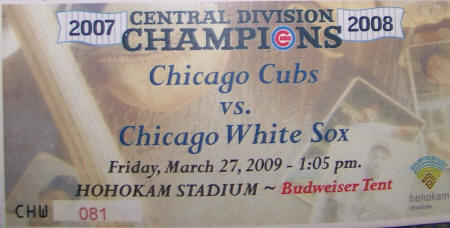 2007
CENTRAL DIVISION
CHAMPIONS
2008
Chicago Cubs
vs.
Chicago White Sox
Friday, March 27, 2009 - 1:05 pm.
HOHOKAM STADIUM ~ Budweiser Tent
CHW 081
hohokam
stadium